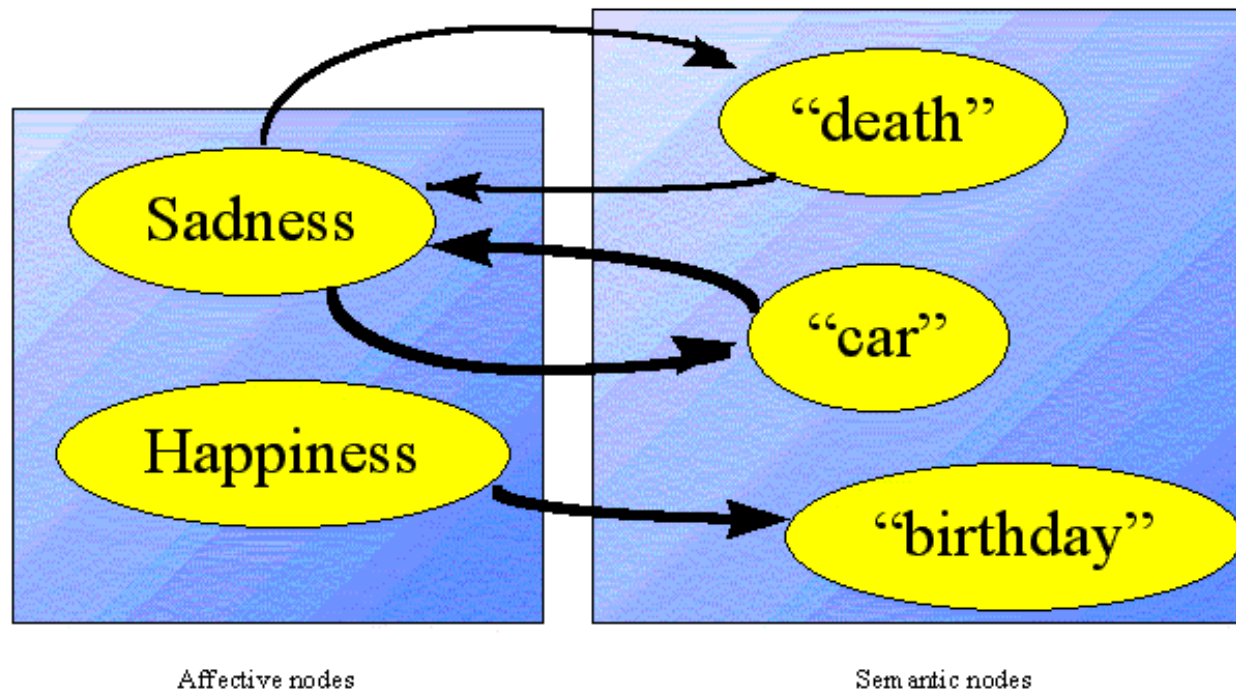 “death”
Sadness
“car”
Happiness
“birthday”
Affective nodes
Semantic nodes